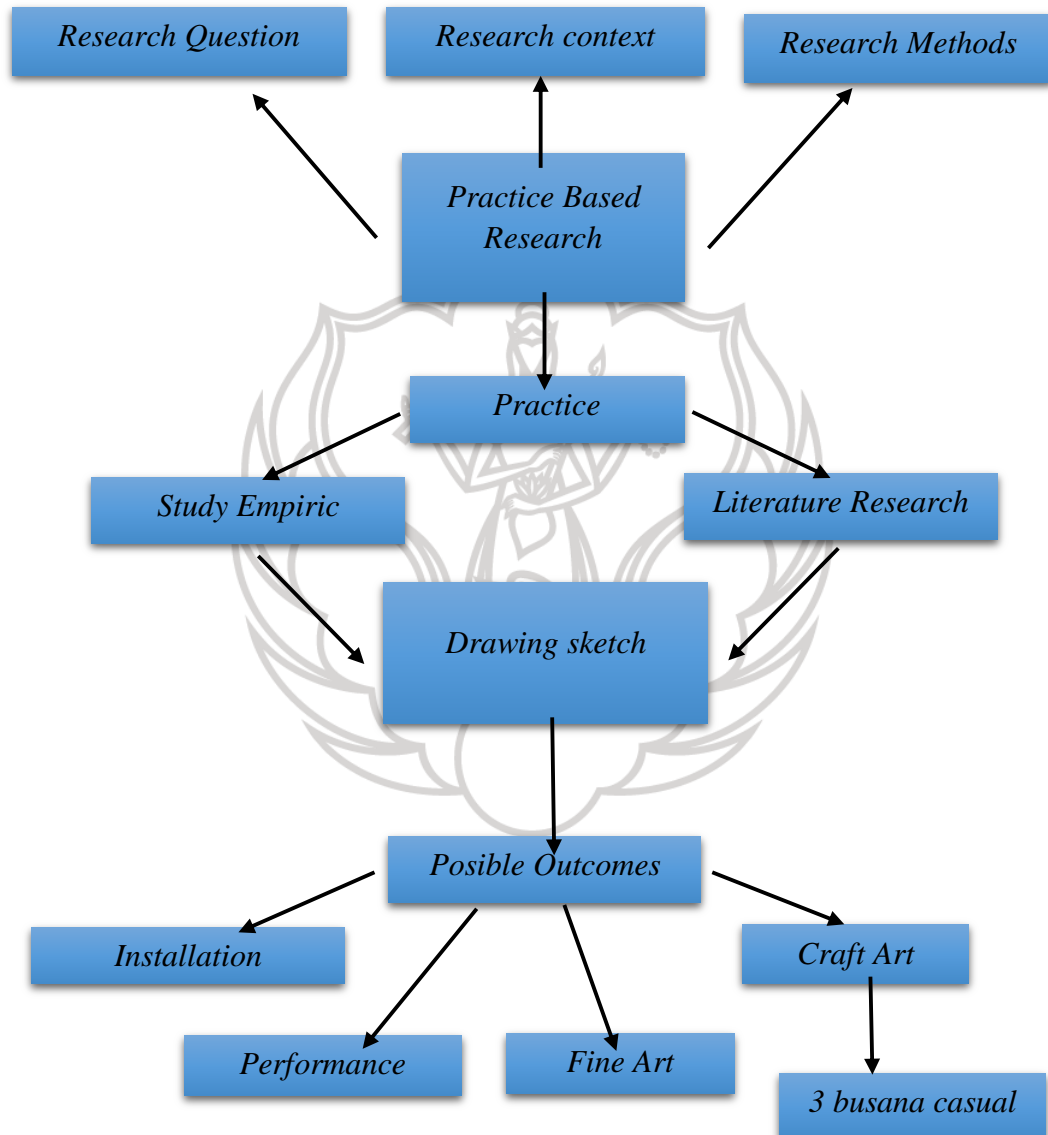 Research Question
Research context
Research Methods
Practice Based
Research
Practice
Study Empiric
Literature Research
Drawing sketch
Posible Outcomes
Installation
Craft Art
Performance
Fine Art
3 busana casual